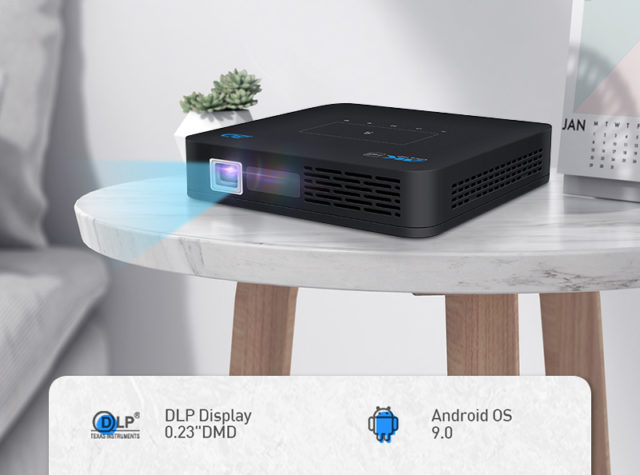 JAN
DLP®
TEXAS INSTRUMENTS
DLP Display
0.23"DMD
Android OS
9.0